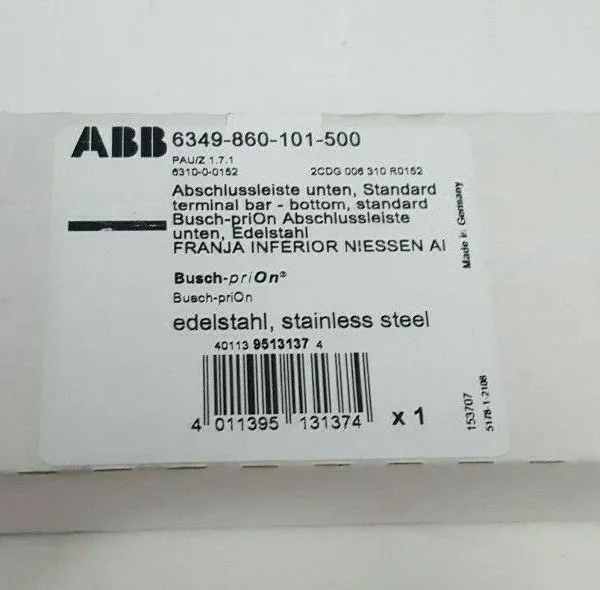 ABB 6349-860-101-500
PAU/Z 1.7.1
6310-0-0152 2CDG 006 310 R0152
Abschlussleiste unten, Standard
terminal bar - bottom, standard
Busch-priOn Abschlussleiste
unten, Edelstahl
FRANJA INFERIOR NIESSEN AI
Made in Germany
Busch-priOn®
Busch-priOn
edelstahl, stainless steel
40113 9513137 4
4 011395 131374 x 1
153707
5178-1-2108